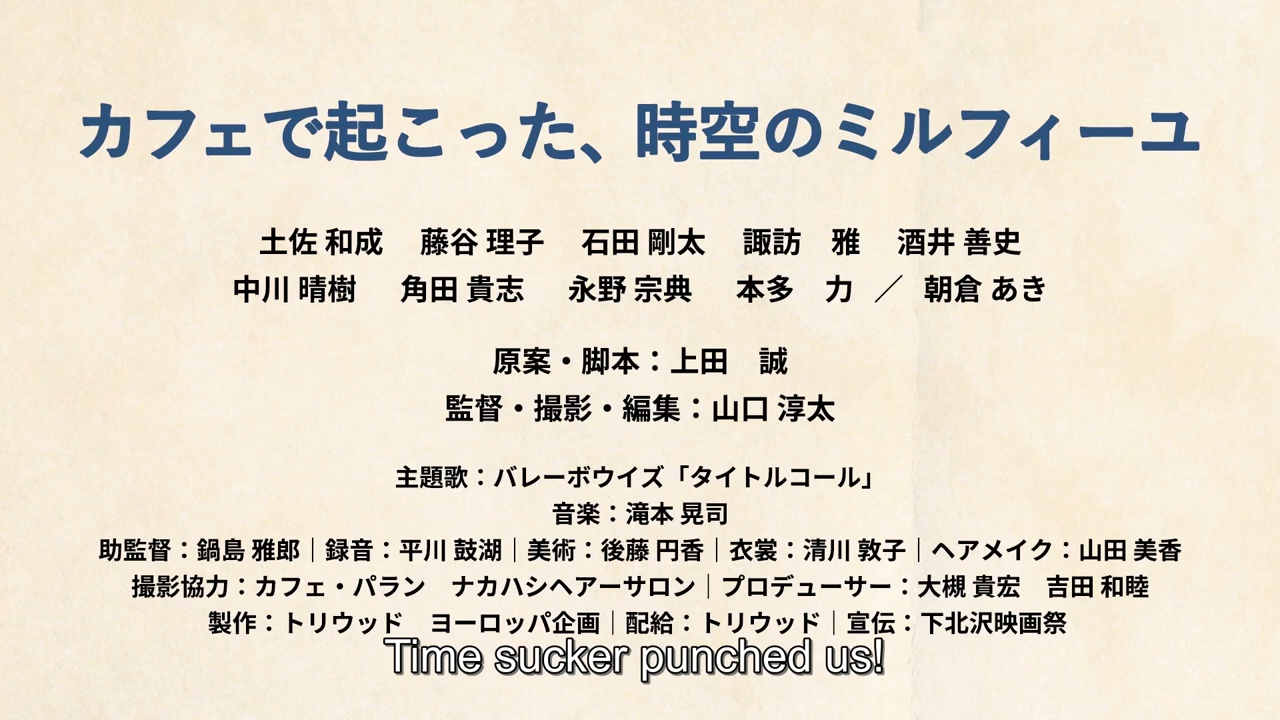 カフェで起こった、時空のミルフィーユ
土佐 和成　藤谷 理子　石田 剛太　諏訪　雅　酒井 善史
中川 晴樹　角田 貴志　永野 宗典　本多　力 ／ 朝倉 あき
原案・脚本：上田　誠
監督・撮影・編集：山口 淳太
主題歌：バレーボウイズ「タイトルコール」
音楽：滝本 晃司
助監督：鍋島 雅郎｜録音：平川 鼓湖｜美術：後藤 円香｜衣裳：清川 敦子｜ヘアメイク：山田 美香
撮影協力：カフェ・パラン　ナカハシヘアーサロン｜プロデューサー：大槻 貴宏　吉田 和睦
製作：トリウッド　ヨーロッパ企画｜配給：トリウッド｜宣伝：下北沢映画祭
Time sucker punched us!